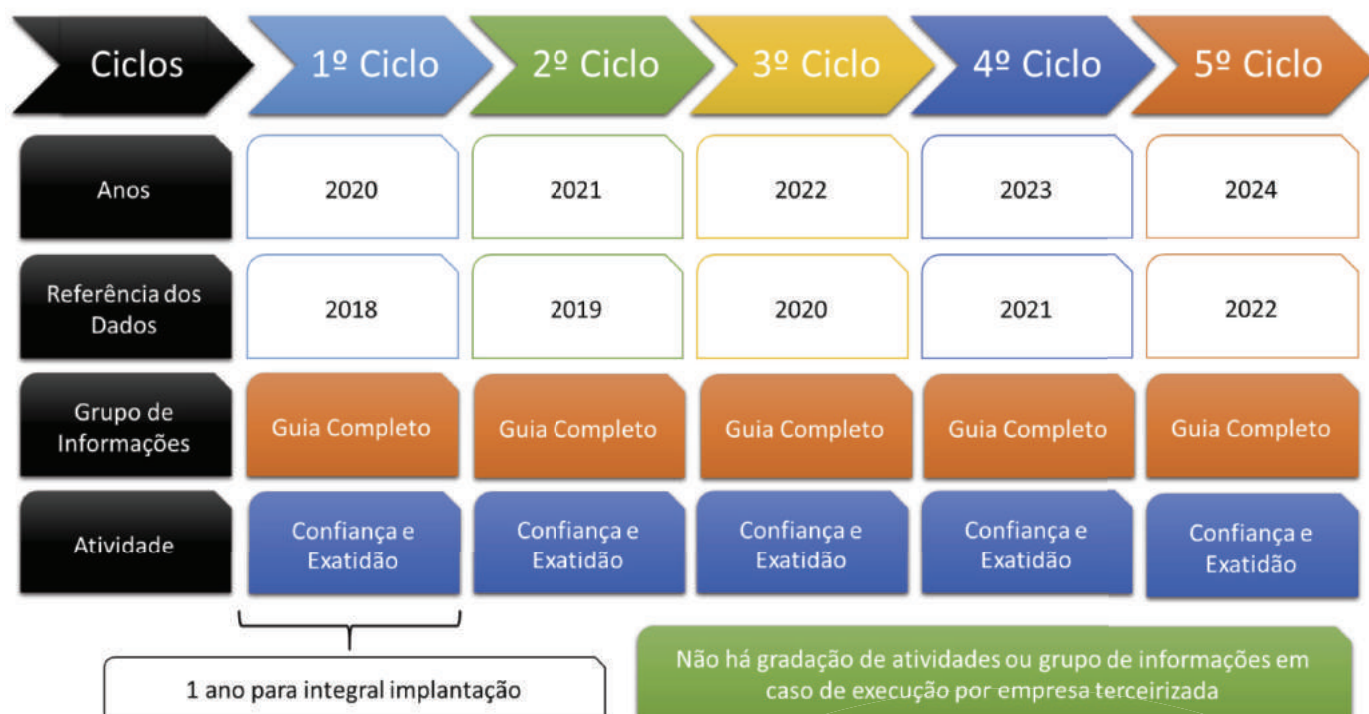 Ciclos
1º Ciclo
2º Ciclo
3º Ciclo
4º Ciclo
5º Ciclo
Anos
2020
2021
2022
2023
2024
Referência dos
Dados
2018
2019
2020
2021
2022
Grupo de
Informações
Guia Completo
Guia Completo
Guia Completo
Guia Completo
Guia Completo
Atividade
Confiança e
Exatidão
Confiança e
Exatidão
Confiança e
Exatidão
Confiança e
Exatidão
Confiança e
Exatidão
1 ano para integral implantação
Não há gradação de atividades ou grupo de informações em
caso de execução por empresa terceirizada